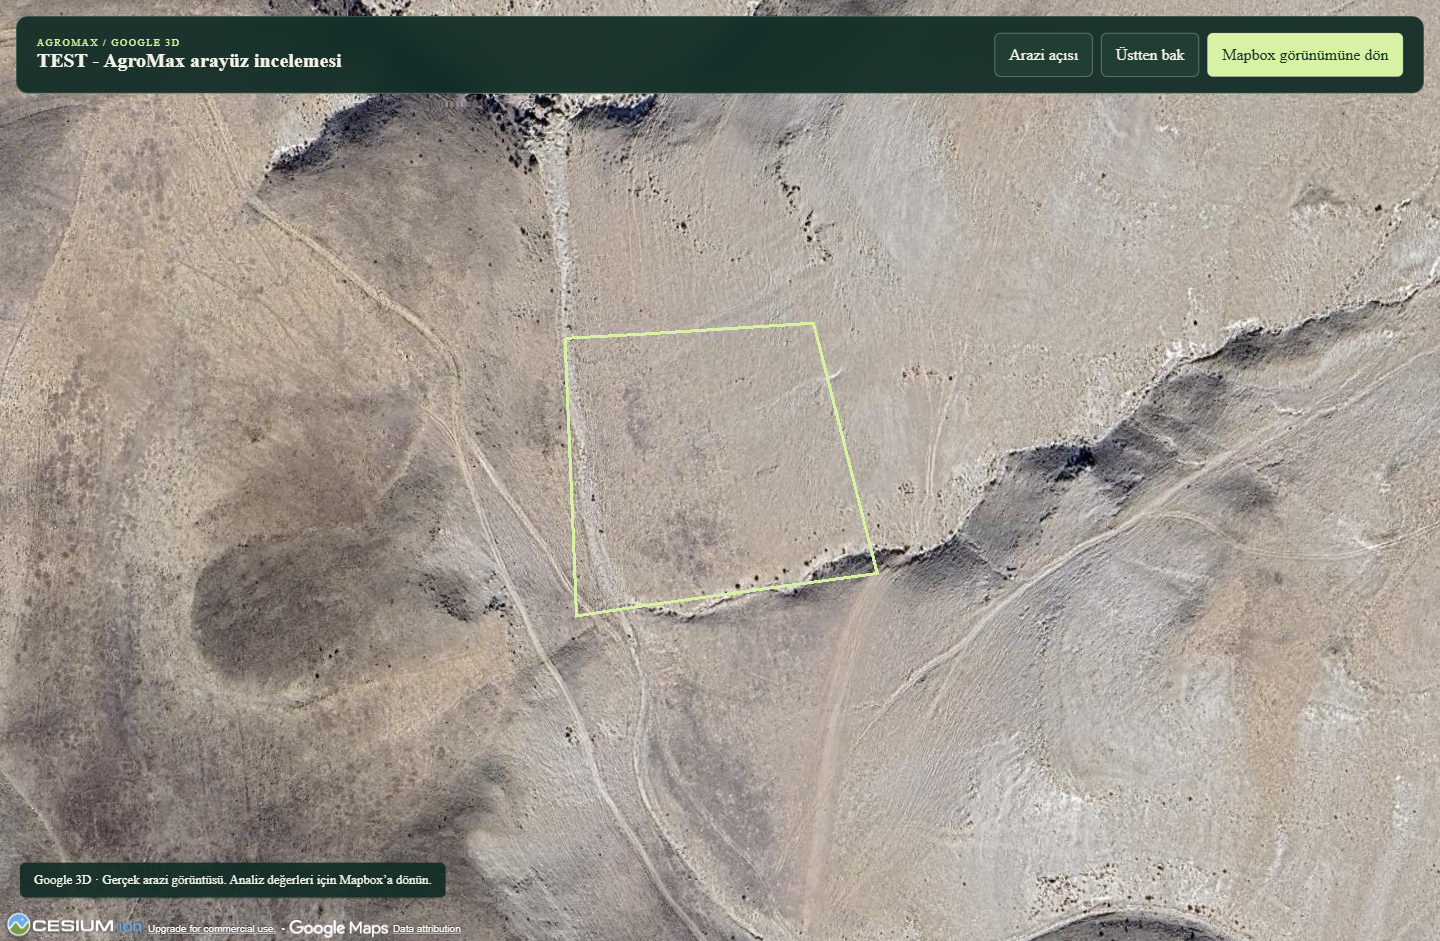 AGROMAX / GOOGLE 3D
TEST - AgroMax arayüz incelemesi
Arazi açısı
Üstten bak
Mapbox görünümüne dön
Google 3D · Gerçek arazi görüntüsü. Analiz değerleri için Mapbox'a dönün.
CESIUM ion Upgrade for commercial use. · Google Maps Data attribution